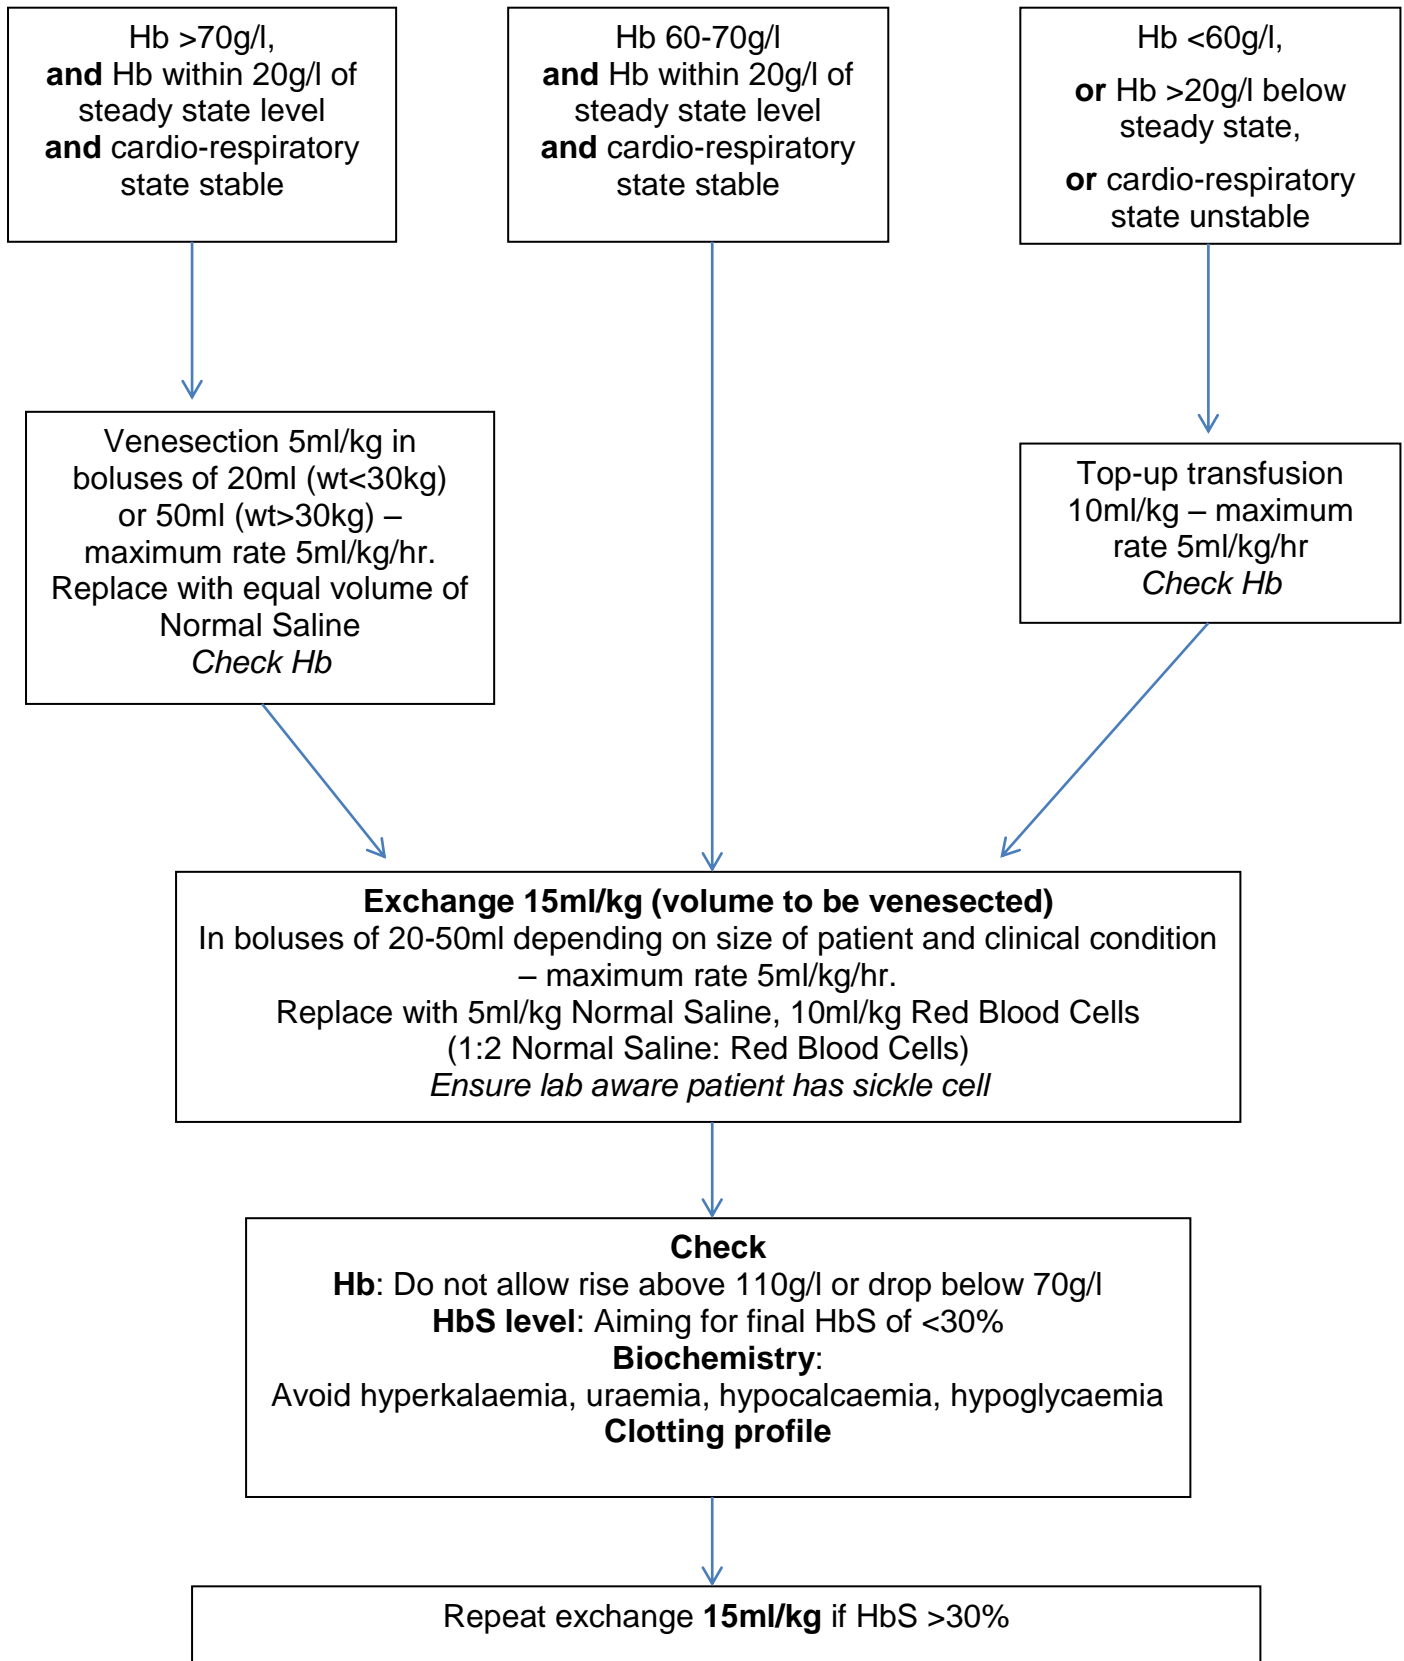 Hb >70g/l,
and Hb within 20g/l of
steady state level
and cardio-respiratory
state stable
Hb 60-70g/l
and Hb within 20g/l of
steady state level
and cardio-respiratory
state stable
Hb <60g/l,
or Hb >20g/l below
steady state,
or cardio-respiratory
state unstable
Venesection 5ml/kg in
boluses of 20ml (wt<30kg)
or 50ml (wt>30kg) –
maximum rate 5ml/kg/hr.
Replace with equal volume of
Normal Saline
Check Hb
Top-up transfusion
10ml/kg – maximum
rate 5ml/kg/hr
Check Hb
Exchange 15ml/kg (volume to be venesected)
In boluses of 20-50ml depending on size of patient and clinical condition
– maximum rate 5ml/kg/hr.
Replace with 5ml/kg Normal Saline, 10ml/kg Red Blood Cells
(1:2 Normal Saline: Red Blood Cells)
Ensure lab aware patient has sickle cell
Check
Hb: Do not allow rise above 110g/l or drop below 70g/l
HbS level: Aiming for final HbS of <30%
Biochemistry:
Avoid hyperkalaemia, uraemia, hypocalcaemia, hypoglycaemia
Clotting profile
Repeat exchange 15ml/kg if HbS >30%